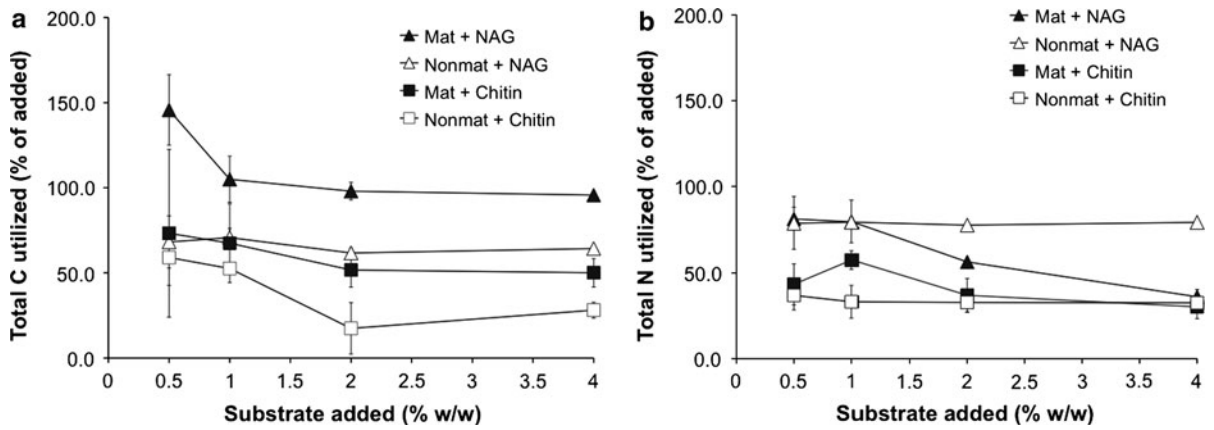 a
200.0
150.0
100.0
50.0
0.0
Total C utilized (% of added)
Mat + NAG
Nonmat + NAG
Mat + Chitin
Nonmat + Chitin
0 0.5 1 1.5 2 2.5 3 3.5 4
Substrate added (% w/w)
b
200.0
150.0
100.0
50.0
0.0
Total N utilized (% of added)
Mat + NAG
Nonmat + NAG
Mat + Chitin
Nonmat + Chitin
0 0.5 1 1.5 2 2.5 3 3.5 4
Substrate added (% w/w)